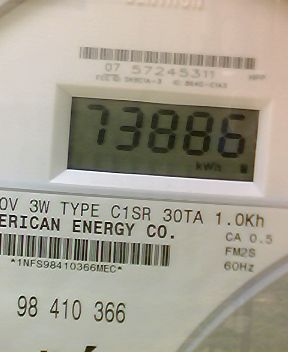 07 57245311
73886
kWh
0V 3W TYPE C1SR 30TA 1.0Kh
ERICAN ENERGY CO.
CA 0.5
FM2S
*1NFS98410366MEC*
60Hz
98 410 366